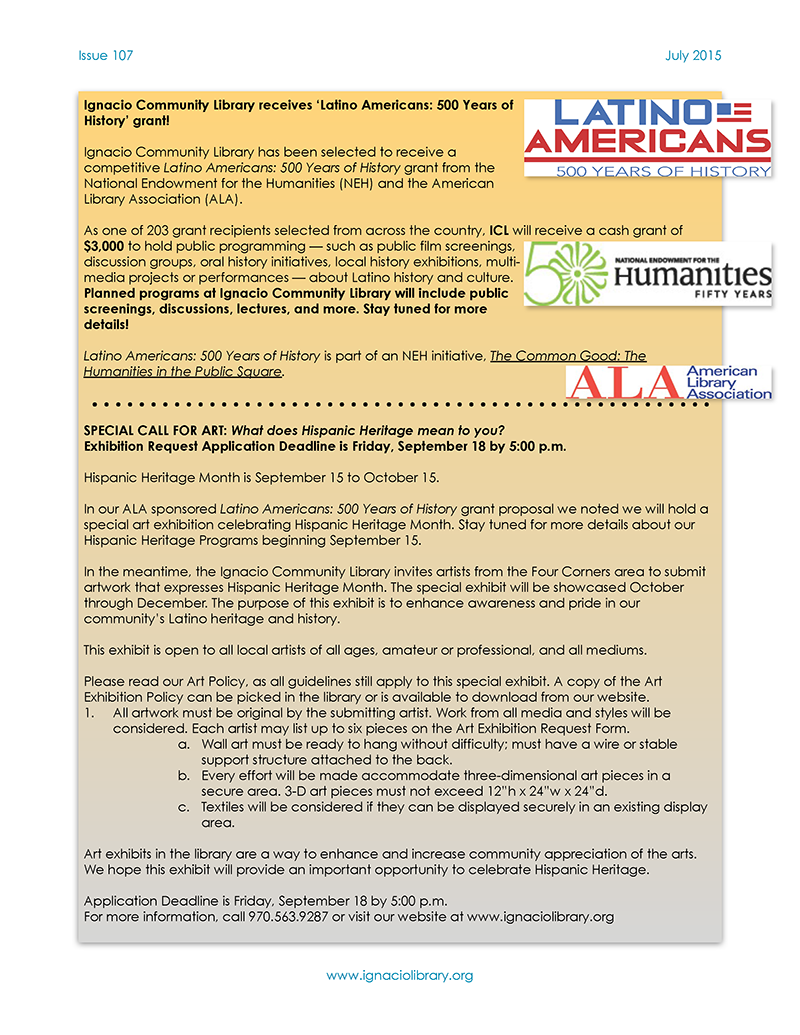 Issue 107
July 2015
Ignacio Community Library receives ‘Latino Americans: 500 Years of
History’ grant!
LATINO
AMERICANS
500 YEARS OF HISTORY
Ignacio Community Library has been selected to receive a
competitive Latino Americans: 500 Years of History grant from the
National Endowment for the Humanities (NEH) and the American
Library Association (ALA).
As one of 203 grant recipients selected from across the country, ICL will receive a cash grant of
$3,000 to hold public programming — such as public film screenings,
discussion groups, oral history initiatives, local history exhibitions, multi-
media projects or performances — about Latino history and culture.
Planned programs at Ignacio Community Library will include public
screenings, discussions, lectures, and more. Stay tuned for more
details!
50
NATIONAL ENDOWMENT FOR THE
Humanities
FIFTY YEARS
Latino Americans: 500 Years of History is part of an NEH initiative, The Common Good: The
Humanities in the Public Square.
ALA
American
Library
Association
SPECIAL CALL FOR ART: What does Hispanic Heritage mean to you?
Exhibition Request Application Deadline is Friday, September 18 by 5:00 p.m.
Hispanic Heritage Month is September 15 to October 15.
In our ALA sponsored Latino Americans: 500 Years of History grant proposal we noted we will hold a
special art exhibition celebrating Hispanic Heritage Month. Stay tuned for more details about our
Hispanic Heritage Programs beginning September 15.
In the meantime, the Ignacio Community Library invites artists from the Four Corners area to submit
artwork that expresses Hispanic Heritage Month. The special exhibit will be showcased October
through December. The purpose of this exhibit is to enhance awareness and pride in our
community’s Latino heritage and history.
This exhibit is open to all local artists of all ages, amateur or professional, and all mediums.
Please read our Art Policy, as all guidelines still apply to this special exhibit. A copy of the Art
Exhibition Policy can be picked in the library or is available to download from our website.
1. All artwork must be original by the submitting artist. Work from all media and styles will be
considered. Each artist may list up to six pieces on the Art Exhibition Request Form.
a. Wall art must be ready to hang without difficulty; must have a wire or stable
support structure attached to the back.
b. Every effort will be made accommodate three-dimensional art pieces in a
secure area. 3-D art pieces must not exceed 12"h x 24"w x 24"d.
c. Textiles will be considered if they can be displayed securely in an existing display
area.
Art exhibits in the library are a way to enhance and increase community appreciation of the arts.
We hope this exhibit will provide an important opportunity to celebrate Hispanic Heritage.
Application Deadline is Friday, September 18 by 5:00 p.m.
For more information, call 970.563.9287 or visit our website at www.ignaciolibrary.org
www.ignaciolibrary.org